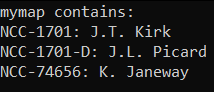 mymap contains:
NCC-1701: J.T. Kirk
NCC-1701-D: J.L. Picard
NCC-74656: K. Janeway